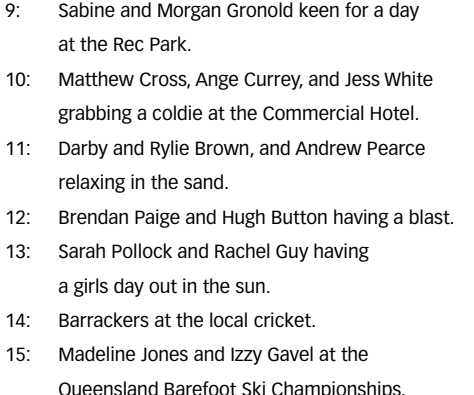 9: Sabine and Morgan Gronold keen for a day
at the Rec Park.
10: Matthew Cross, Ange Currey, and Jess White
grabbing a coldie at the Commercial Hotel.
11: Darby and Rylie Brown, and Andrew Pearce
relaxing in the sand.
12: Brendan Paige and Hugh Button having a blast.
13: Sarah Pollock and Rachel Guy having
a girls day out in the sun.
14: Barrackers at the local cricket.
15: Madeline Jones and Izzy Gavel at the
Queensland Barefoot Ski Championships.